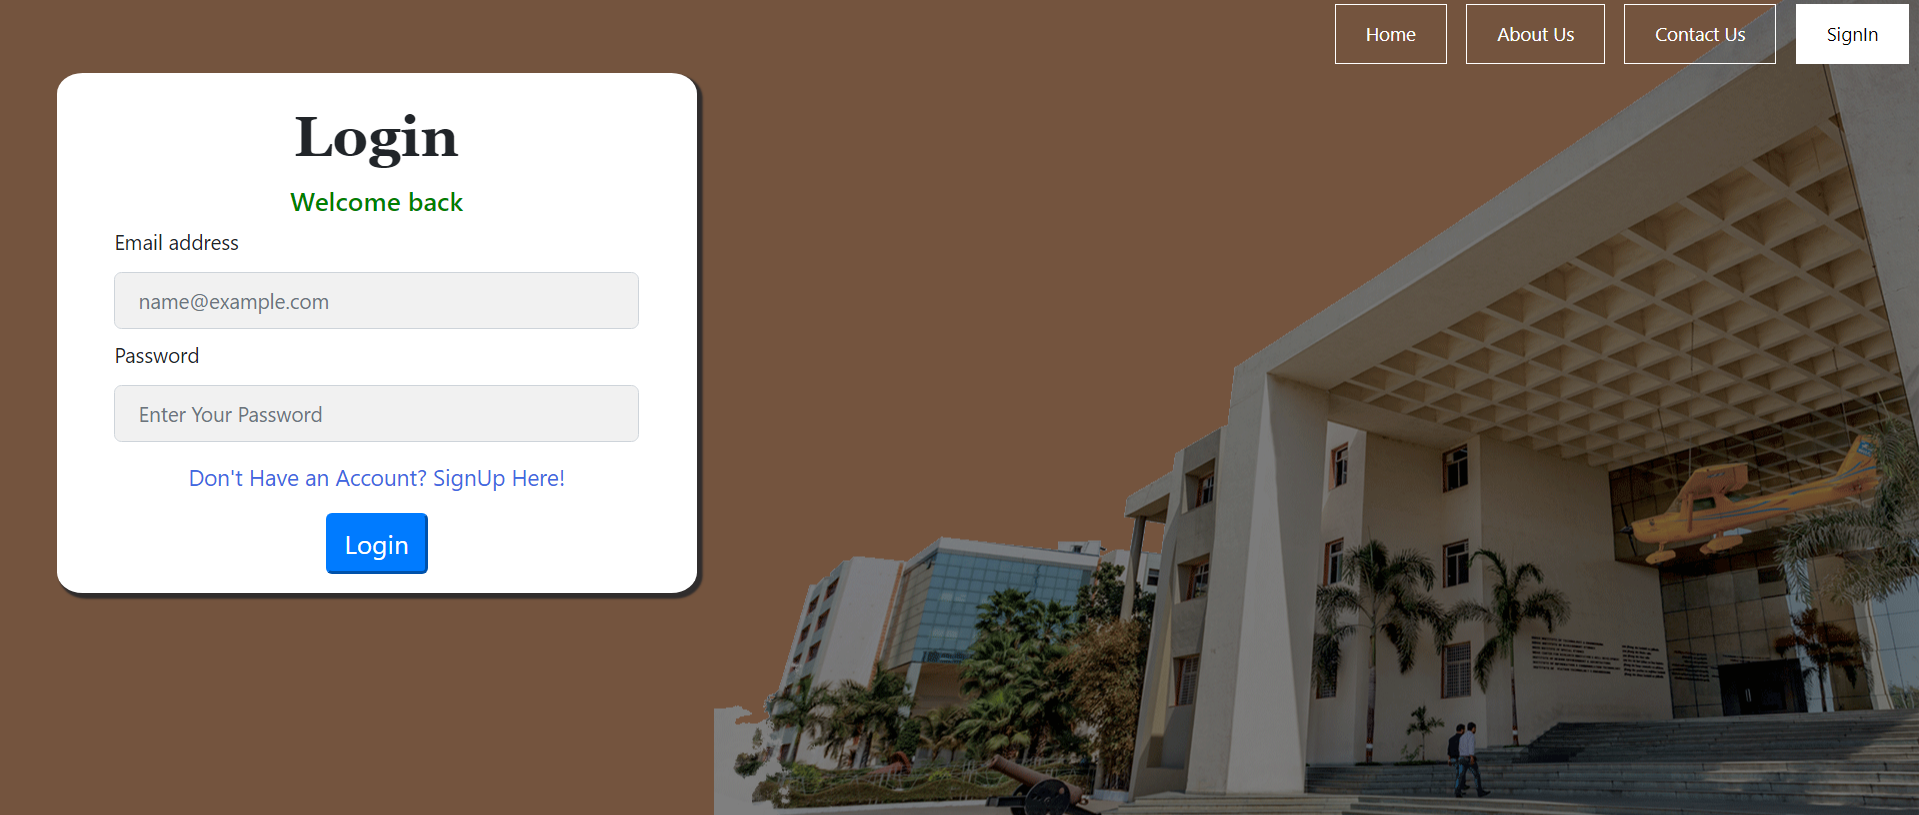 Home
About Us
Contact Us
SignIn
Login
Welcome back
Email address
name@example.com
Password
Enter Your Password
Don't Have an Account? SignUp Here!
Login